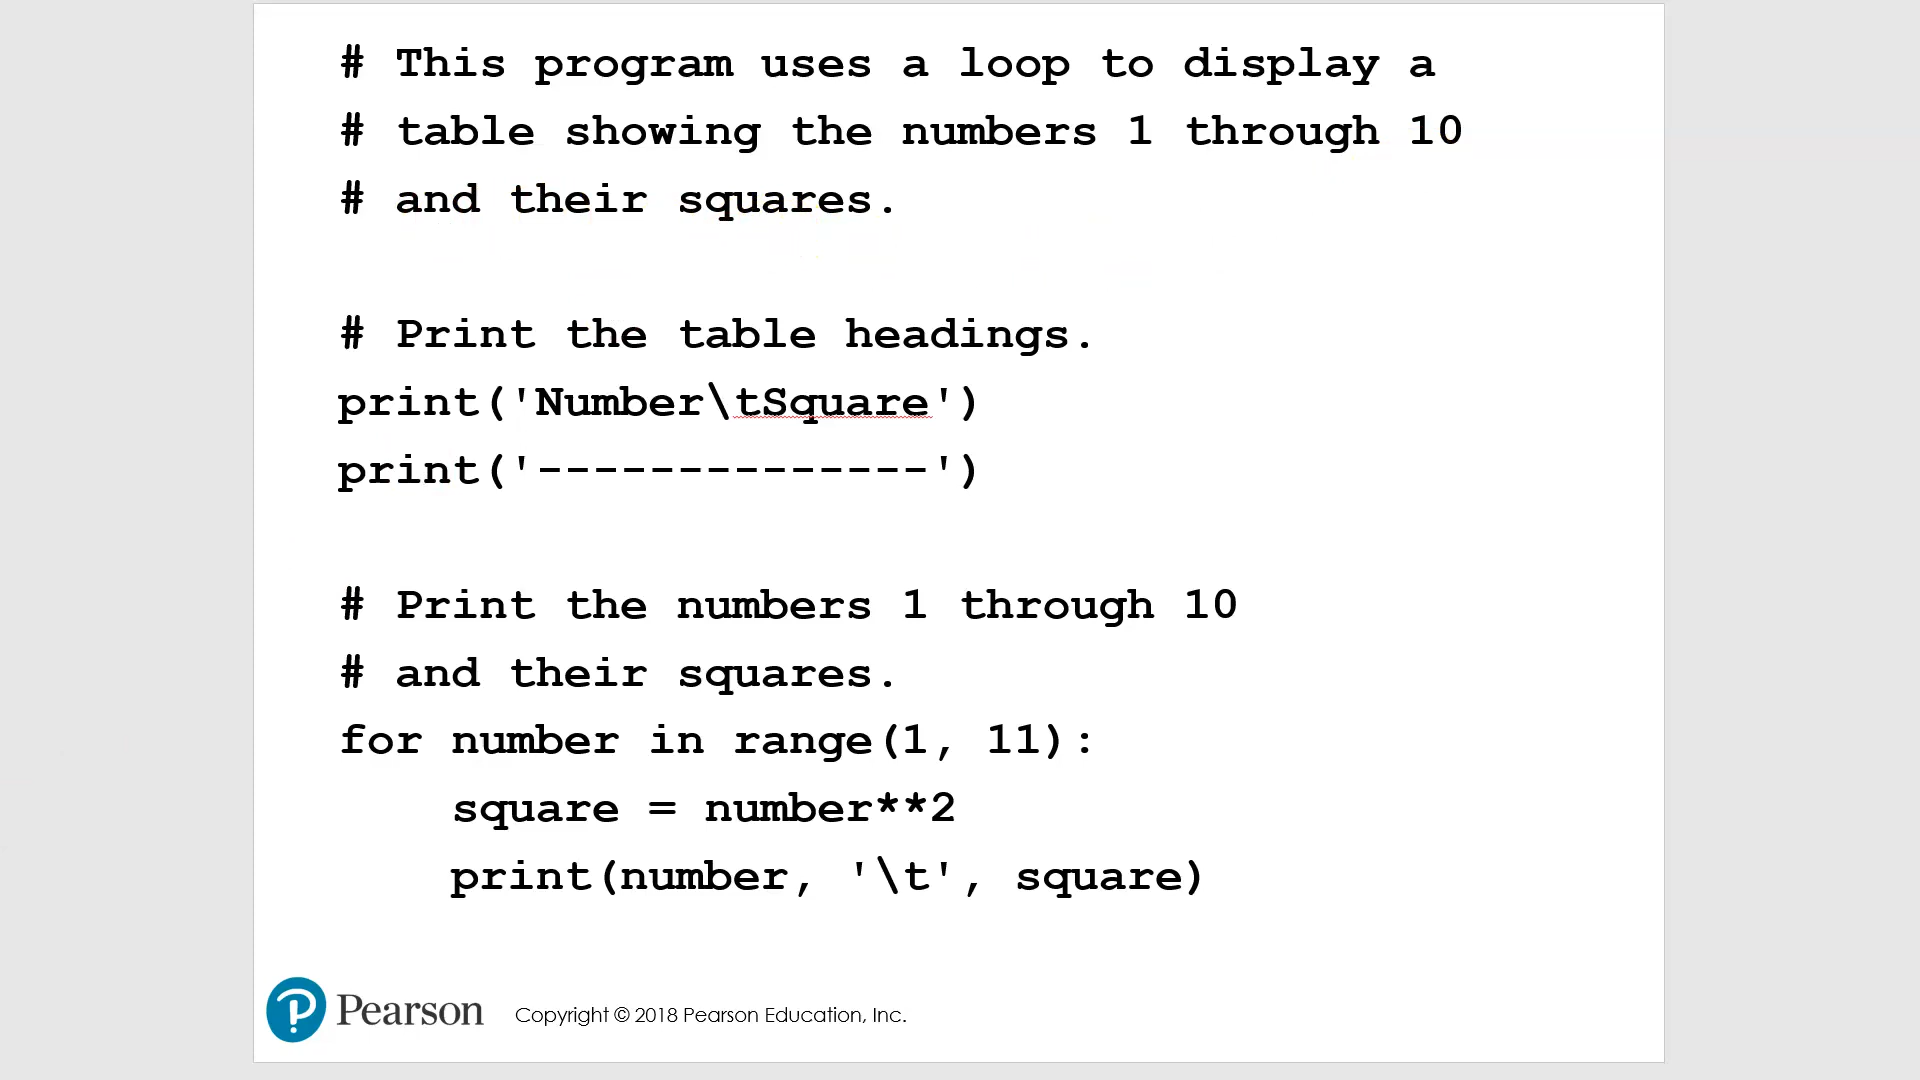 # This program uses a loop to display a
# table showing the numbers 1 through 10
# and their squares.
# Print the table headings.
print('Number\tSquare')
print('--------------')
# Print the numbers 1 through 10
# and their squares.
for number in range(1, 11):
    square = number**2
    print(number, '\t', square)
Pearson
Copyright © 2018 Pearson Education, Inc.